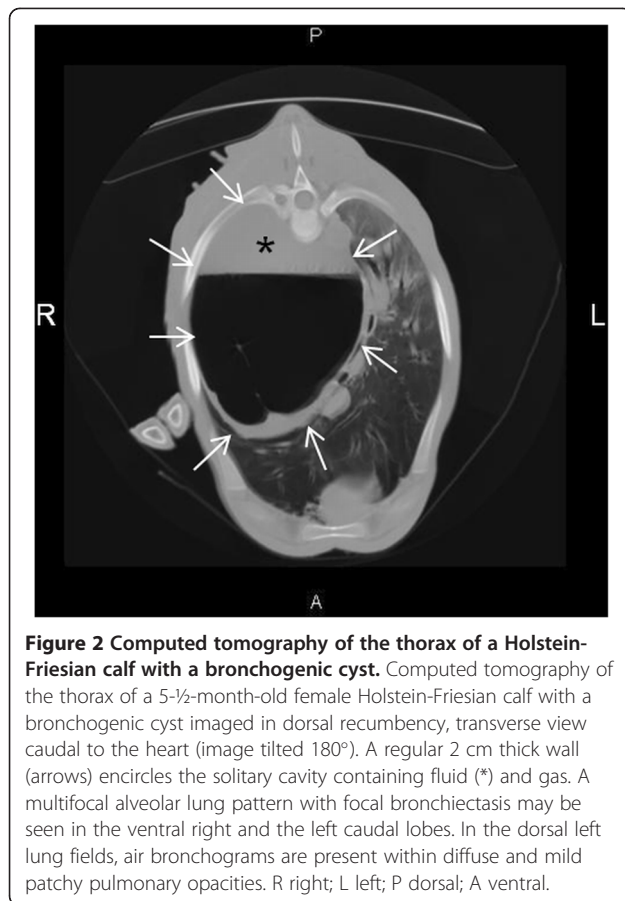 P
*
R
L
A
Figure 2 Computed tomography of the thorax of a Holstein-
Friesian calf with a bronchogenic cyst. Computed tomography of
the thorax of a 5-½-month-old female Holstein-Friesian calf with a
bronchogenic cyst imaged in dorsal recumbency, transverse view
caudal to the heart (image tilted 180°). A regular 2 cm thick wall
(arrows) encircles the solitary cavity containing fluid (*) and gas. A
multifocal alveolar lung pattern with focal bronchiectasis may be
seen in the ventral right and the left caudal lobes. In the dorsal left
lung fields, air bronchograms are present within diffuse and mild
patchy pulmonary opacities. R right; L left; P dorsal; A ventral.